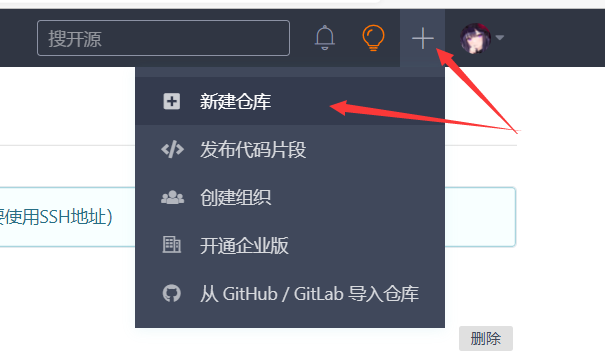 搜开源
新建仓库
发布代码片段
创建组织
要使用SSH地址）
开通企业版
从 GitHub / GitLab 导入仓库
删除